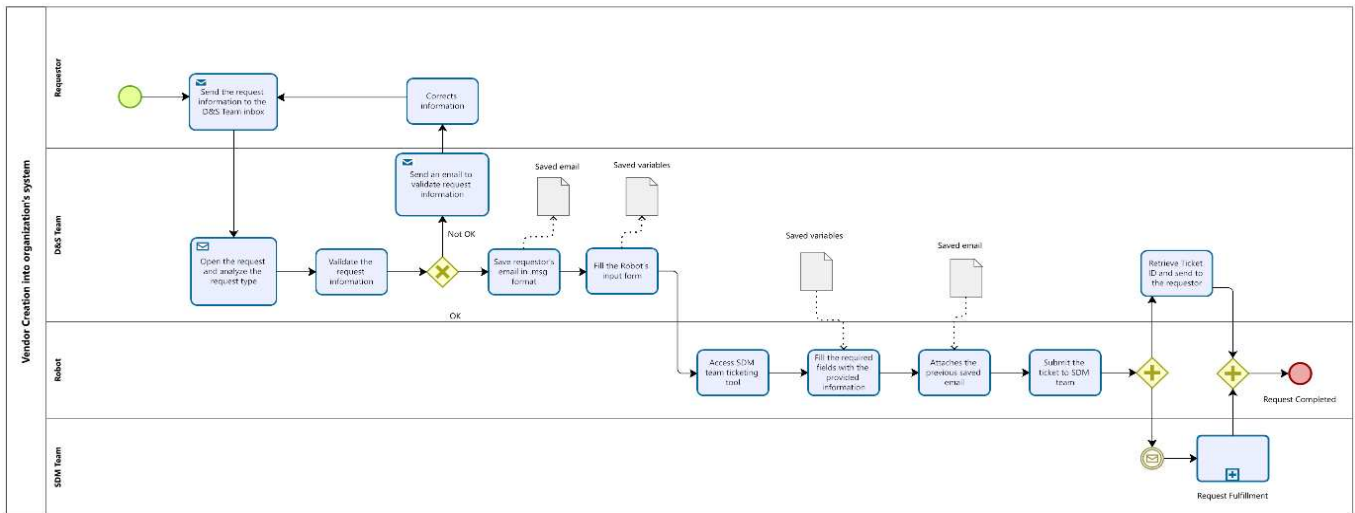 Vendor Creation into organization's system
Requestor
Send the request
information to the
D&S Team inbox
Corrects
information
D&S Team
Send an email to
validate request
information
Saved email
Saved variables
Not OK
Open the request
and analyze the
request type
Validate the
request
information
Save requestor's
email in .msg
format
Fill the Robot's
input form
OK
Saved variables
Saved email
Retrieve Ticket
ID and send to
the requestor
Robot
Access SDM
team ticketing
tool
Fill the required
fields with the
provided
information
Attaches the
previous saved
email
Submit the
ticket to SDM
team
Request Completed
SDM Team
Request Fulfillment